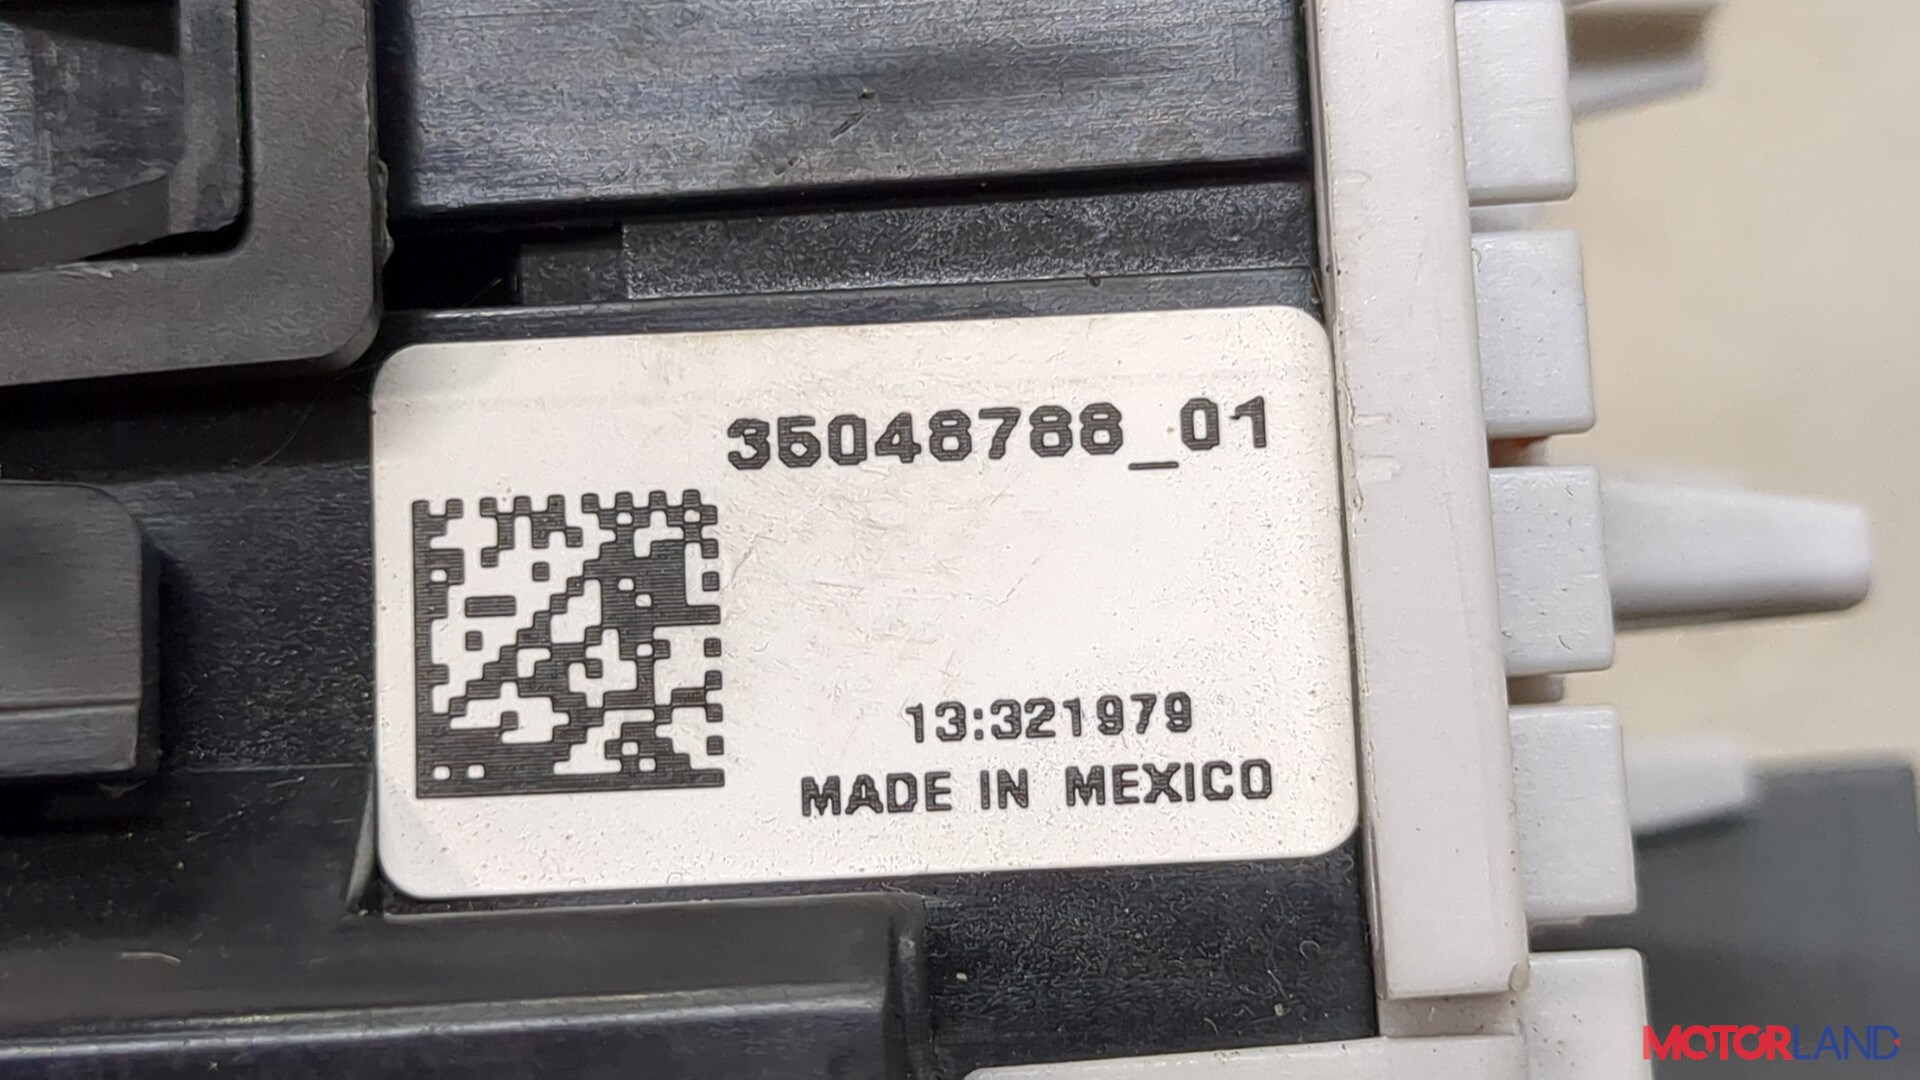 35048788_01
13:321979
MADE IN MEXICO
MOTORLAND